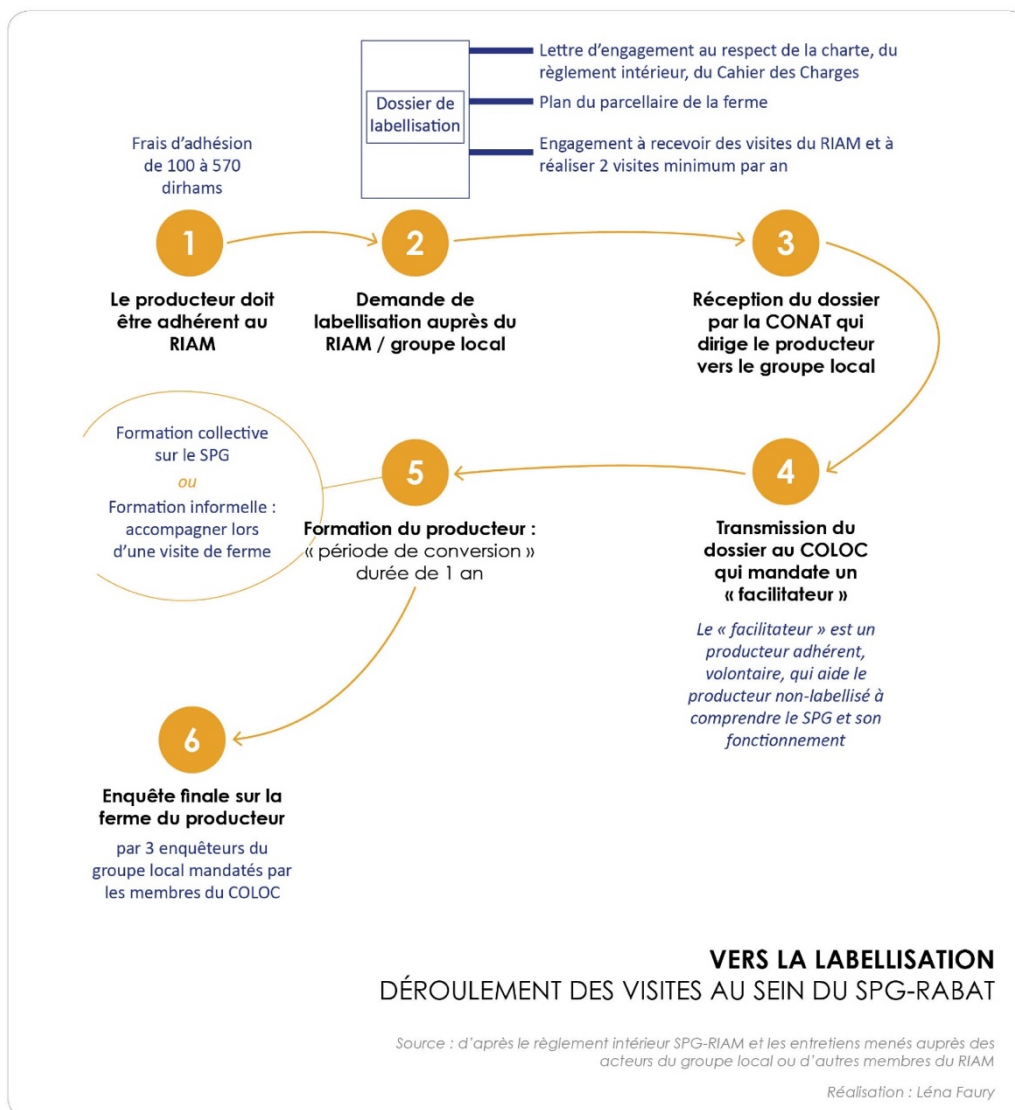 Lettre d'engagement au respect de la charte, du
règlement intérieur, du Cahier des Charges
Dossier de
labellisation
Plan du parcellaire de la ferme
Engagement à recevoir des visites du RIAM et à
réaliser 2 visites minimum par an
Frais d'adhésion
de 100 à 570
dirhams
1
Le producteur doit
être adhérent au
RIAM
2
Demande de
labellisation auprès du
RIAM / groupe local
3
Réception du dossier
par la CONAT qui
dirige le producteur
vers le groupe local
4
Transmission du
dossier au COLOC
qui mandate un
« facilitateur »
Le « facilitateur » est un
producteur adhérent,
volontaire, qui aide le
producteur non-labellisé à
comprendre le SPG et son
fonctionnement
5
Formation du producteur :
« période de conversion »
durée de 1 an
Formation collective
sur le SPG
ou
Formation informelle :
accompagner lors
d'une visite de ferme
6
Enquête finale sur la
ferme du producteur
par 3 enquêteurs du
groupe local mandatés par
les membres du COLOC
VERS LA LABELLISATION
DÉROULEMENT DES VISITES AU SEIN DU SPG-RABAT
Source : d'après le règlement intérieur SPG-RIAM et les entretiens menés auprès des
acteurs du groupe local ou d'autres membres du RIAM
Réalisation : Léna Faury